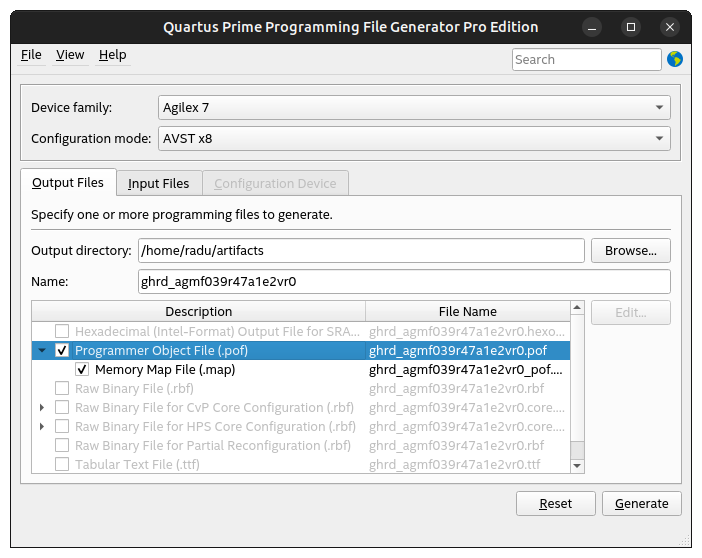 Quartus Prime Programming File Generator Pro Edition
File View Help Search
Device family: Agilex 7
Configuration mode: AVST x8
Output Files Input Files Configuration Device
Specify one or more programming files to generate.
Output directory: /home/radu/artifacts Browse...
Name: ghrd_agmf039r47a1e2vr0
Description File Name
Hexadecimal (Intel-Format) Output File for SRA... ghrd_agmf039r47a1e2vr0.hexo... Edit...
Programmer Object File (.pof) ghrd_agmf039r47a1e2vr0.pof
Memory Map File (.map) ghrd_agmf039r47a1e2vr0_pof....
Raw Binary File (.rbf) ghrd_agmf039r47a1e2vr0.rbf
Raw Binary File for CvP Core Configuration (.rbf) ghrd_agmf039r47a1e2vr0.core....
Raw Binary File for HPS Core Configuration (.rbf) ghrd_agmf039r47a1e2vr0.core....
Raw Binary File for Partial Reconfiguration (.rbf) ghrd_agmf039r47a1e2vr0.rbf
Tabular Text File (.ttf) ghrd_agmf039r47a1e2vr0.ttf
Reset Generate